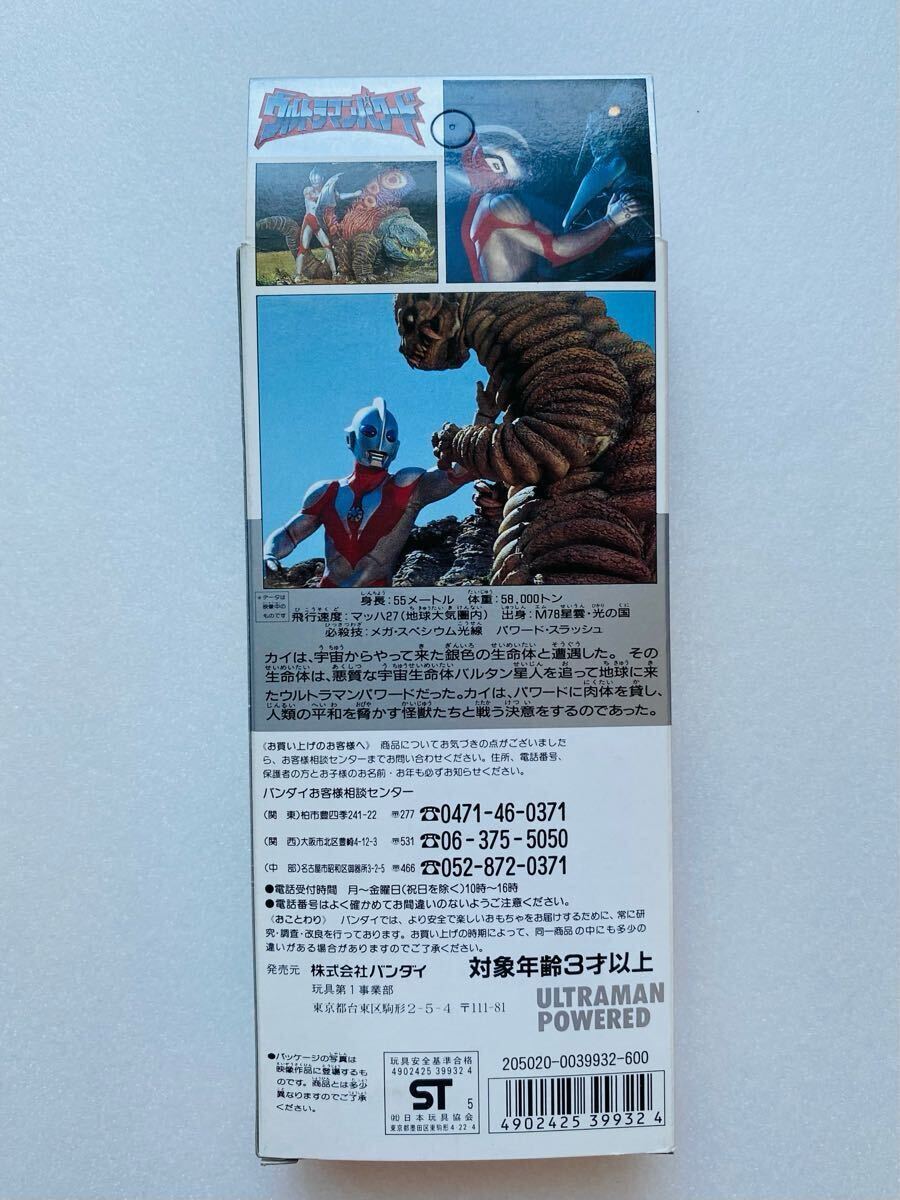 ウルトラマンパワード
*データは
映像中の
ものです
身長：55メートル　体重：58,000トン
飛行速度：マッハ27(地球大気圏内)　出身：M78星雲・光の国
必殺技：メガ・スペシウム光線　パワード・スラッシュ
カイは、宇宙からやって来た銀色の生命体と遭遇した。その
生命体は、悪質な宇宙生命体バルタン星人を追って地球に来
たウルトラマンパワードだった。カイは、パワードに肉体を貸し、
人類の平和を脅かす怪獣たちと戦う決意をするのであった。
《お買い上げのお客様へ》 商品についてお気づきの点がございました
ら、お客様相談センターまでお問い合わせください。住所、電話番号、
保護者の方とお子様のお名前・お年も必ずお知らせください。
バンダイお客様相談センター
(関　東)柏市豊四季241-22　〒277 ☎0471-46-0371
(関　西)大阪市北区豊崎4-12-3　〒531 ☎06-375-5050
(中　部)名古屋市昭和区御器所3-2-5　〒466 ☎052-872-0371
●電話受付時間　月〜金曜日(祝日を除く)10時〜16時
●電話番号はよく確かめてお間違いのないようご注意ください。
《おことわり》 バンダイでは、より安全で楽しいおもちゃをお届けするために、常に研
究・調査・改良を行っております。お買い上げの時期によって、同一商品の中にも多少の
違いがある場合がありますのでご了承ください。
発売元　株式会社バンダイ　対象年齢3才以上
玩具第1事業部
東京都台東区駒形2-5-4 〒111-81
ULTRAMAN
POWERED
●パッケージの写真は
映像作品に登場するも
のです。商品とは多少
異なりますのでご了承
ください。
玩具安全基準合格
4902425 39932 4
ST 5
(社)日本玩具協会
東京都墨田区東駒形4-22-4
205020-0039932-600
4902425 399324